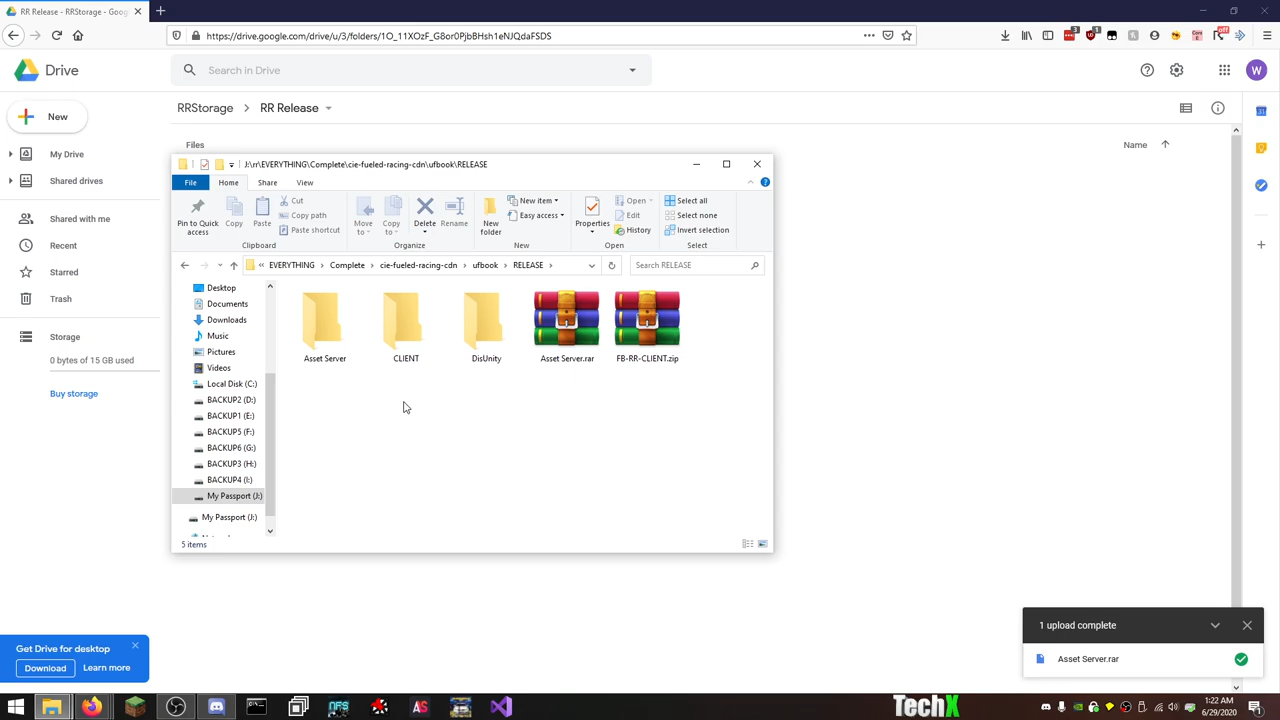 RR Release - RRStorage - Goog
https://drive.google.com/drive/u/3/folders/1O_11XOzF_G8or0PjbBHsh1eNJQdaF5DS
Drive
Search in Drive
W
New
RRStorage > RR Release
Files
Name
My Drive
Shared drives
Shared with me
Recent
Starred
Trash
Storage
0 bytes of 15 GB used
Buy storage
J:\rr\EVERYTHING\Complete\cie-fueled-racing-cdn\ufbook\RELEASE
File Home Share View
Pin to Quick access
Copy
Paste
Cut
Copy path
Paste shortcut
Clipboard
Move to
Copy to
Delete
Rename
Organize
New folder
New item
Easy access
New
Properties
Open
Edit
History
Open
Select all
Select none
Invert selection
Select
« EVERYTHING > Complete > cie-fueled-racing-cdn > ufbook > RELEASE >
Search RELEASE
Desktop
Documents
Downloads
Music
Pictures
Videos
Local Disk (C:)
BACKUP2 (D:)
BACKUP1 (E:)
BACKUP5 (F:)
BACKUP6 (G:)
BACKUP3 (H:)
BACKUP4 (I:)
My Passport (J:)
My Passport (J:)
Asset Server
CLIENT
DisUnity
Asset Server.rar
FB-RR-CLIENT.zip
5 items
1 upload complete
Asset Server.rar
Get Drive for desktop
Download
Learn more
TechX
1:22 AM
6/29/2020